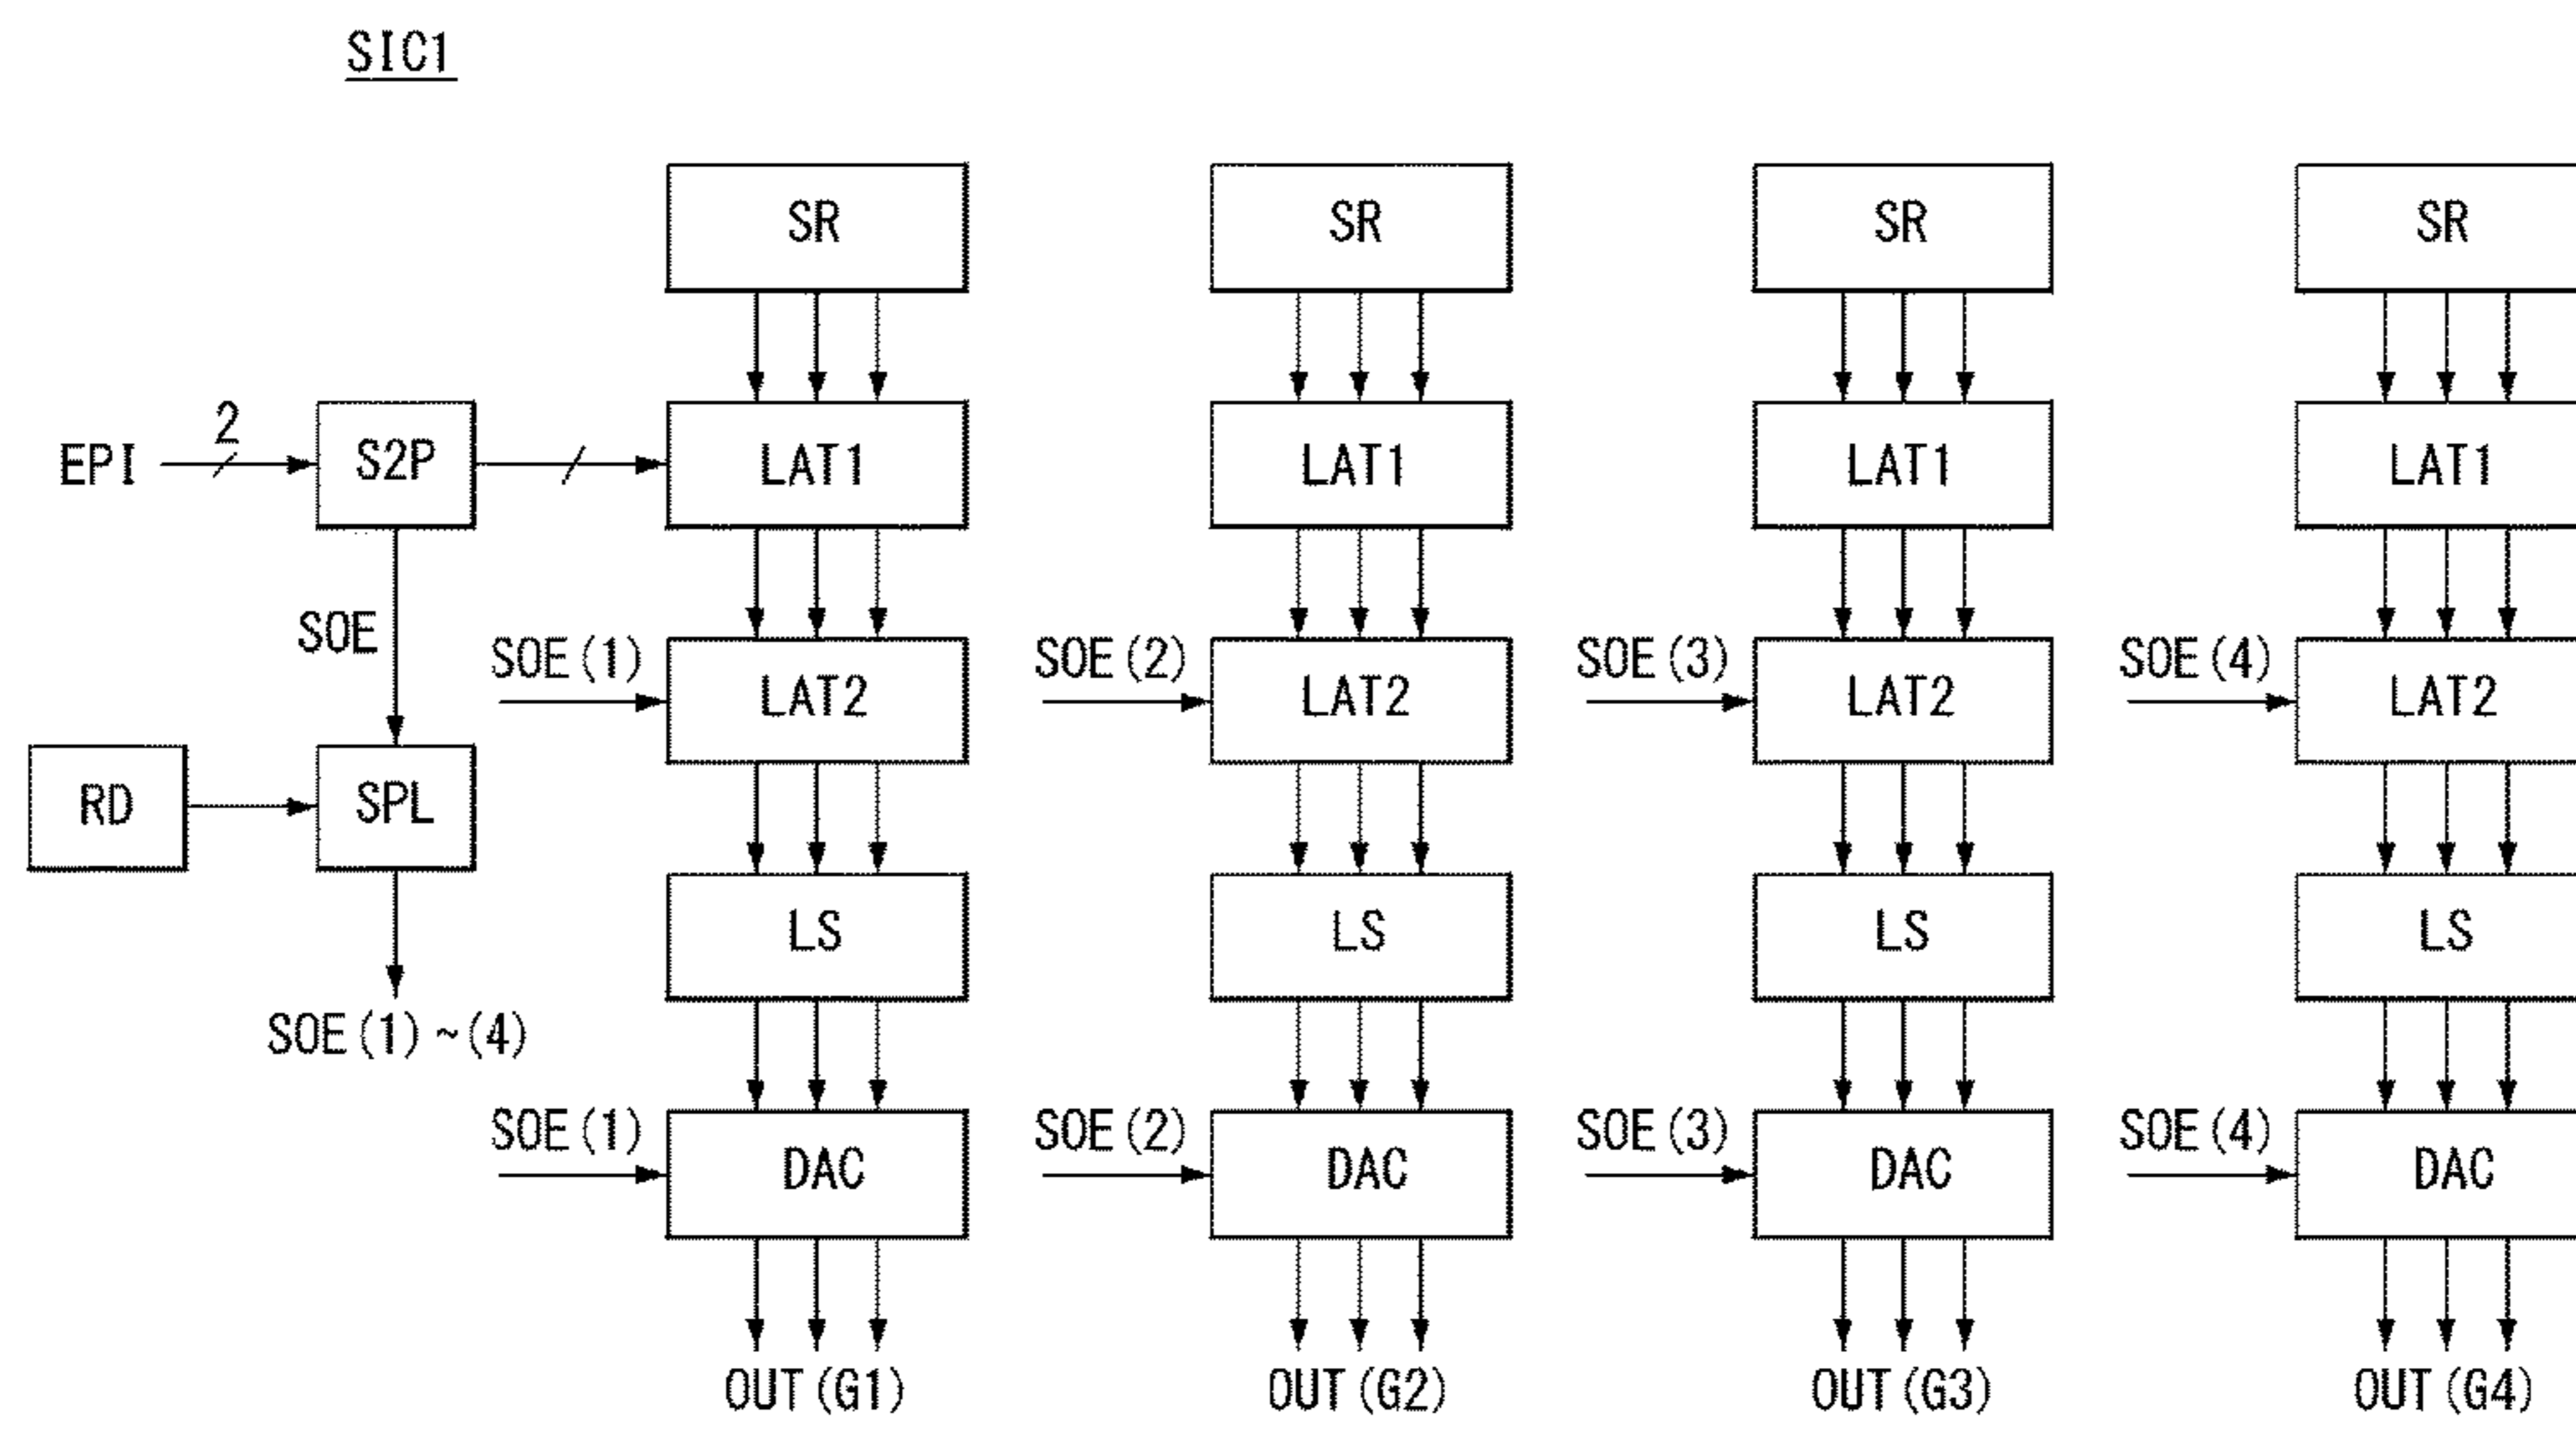 SIC1
SR SR SR SR
2
EPI S2P LAT1 LAT1 LAT1 LAT1
SOE
SOE(1) SOE(2) SOE(3) SOE(4)
LAT2 LAT2 LAT2 LAT2
RD SPL
LS LS LS LS
SOE(1)~(4)
SOE(1) SOE(2) SOE(3) SOE(4)
DAC DAC DAC DAC
OUT(G1) OUT(G2) OUT(G3) OUT(G4)